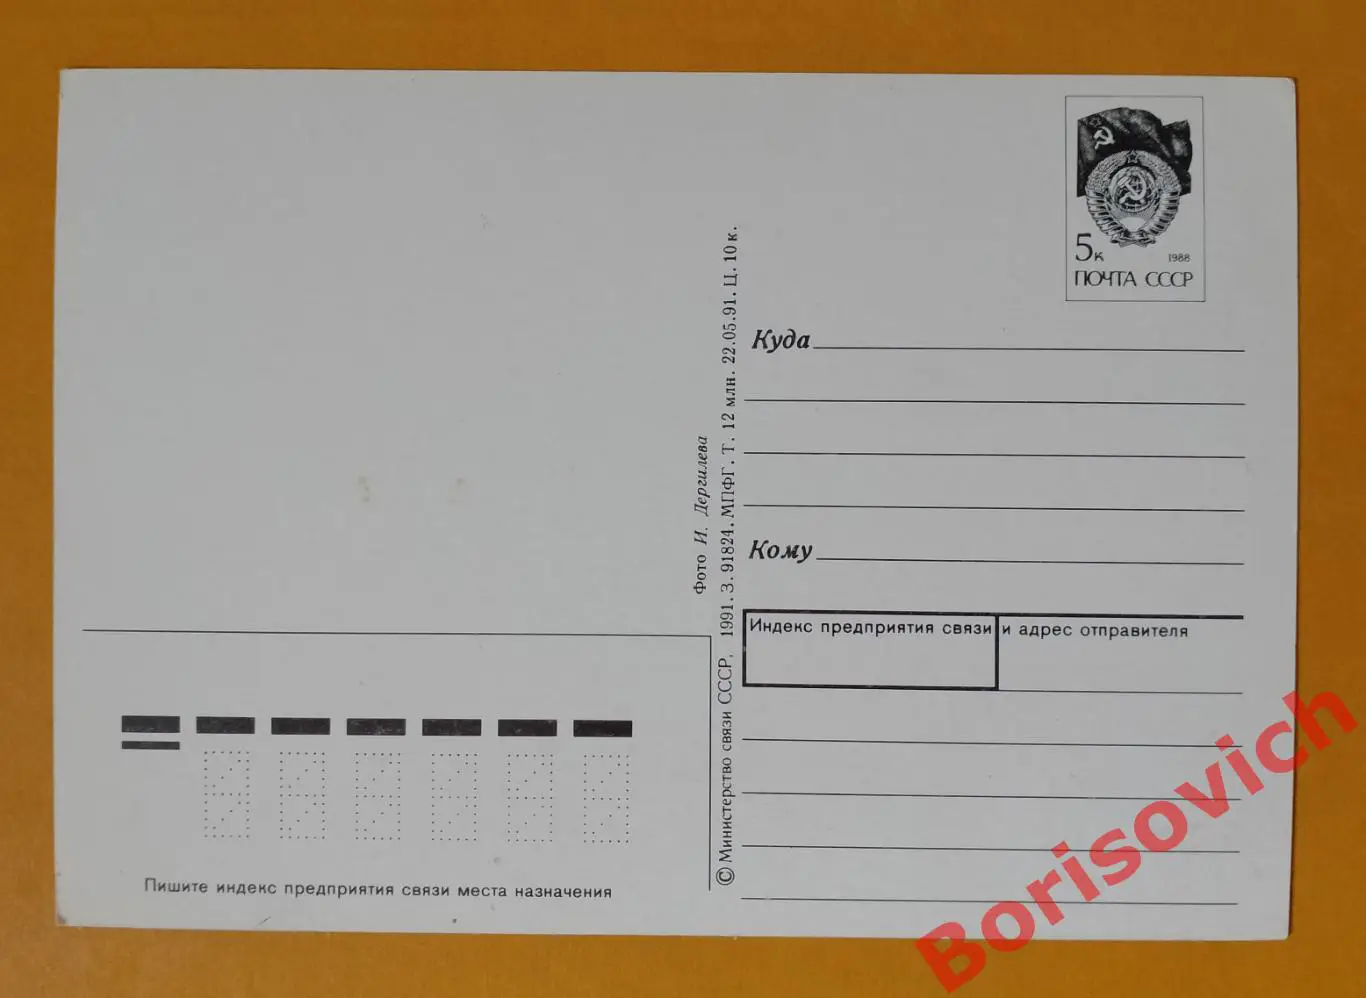 5к 1988
ПОЧТА СССР
Куда
Кому
Индекс предприятия связи и адрес отправителя
Фото И. Дергилева
© Министерство связи СССР, 1991. З. 91824. МПФГ. Т. 12 млн. 22.05.91. Ц. 10 к.
Пишите индекс предприятия связи места назначения
Borisovich